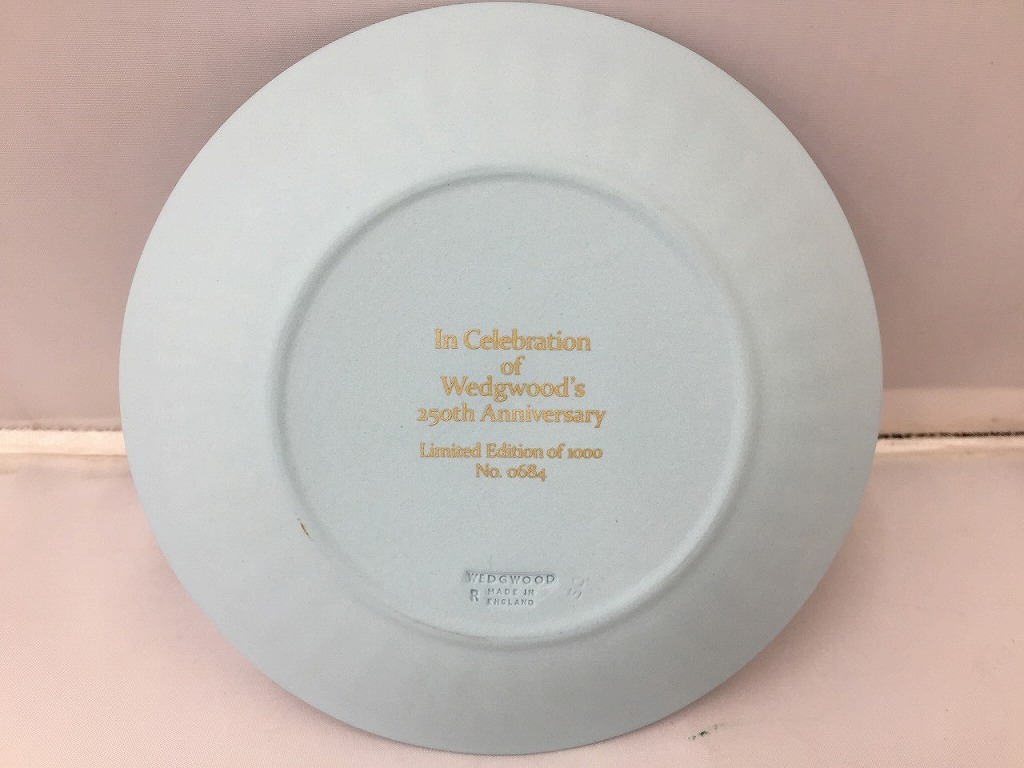 In Celebration
of
Wedgwood's
250th Anniversary
Limited Edition of 1000
No. 0684
WEDGWOOD
R MADE IN
ENGLAND